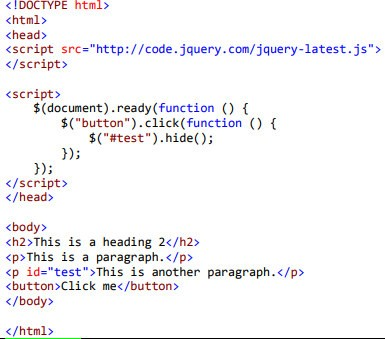 <!DOCTYPE html>
<html>
<head>
<script src="http://code.jquery.com/jquery-latest.js">
</script>

<script>
    $(document).ready(function () {
        $("button").click(function () {
            $("#test").hide();
        });
    });
</script>
</head>

<body>
<h2>This is a heading 2</h2>
<p>This is a paragraph.</p>
<p id="test">This is another paragraph.</p>
<button>Click me</button>
</body>

</html>